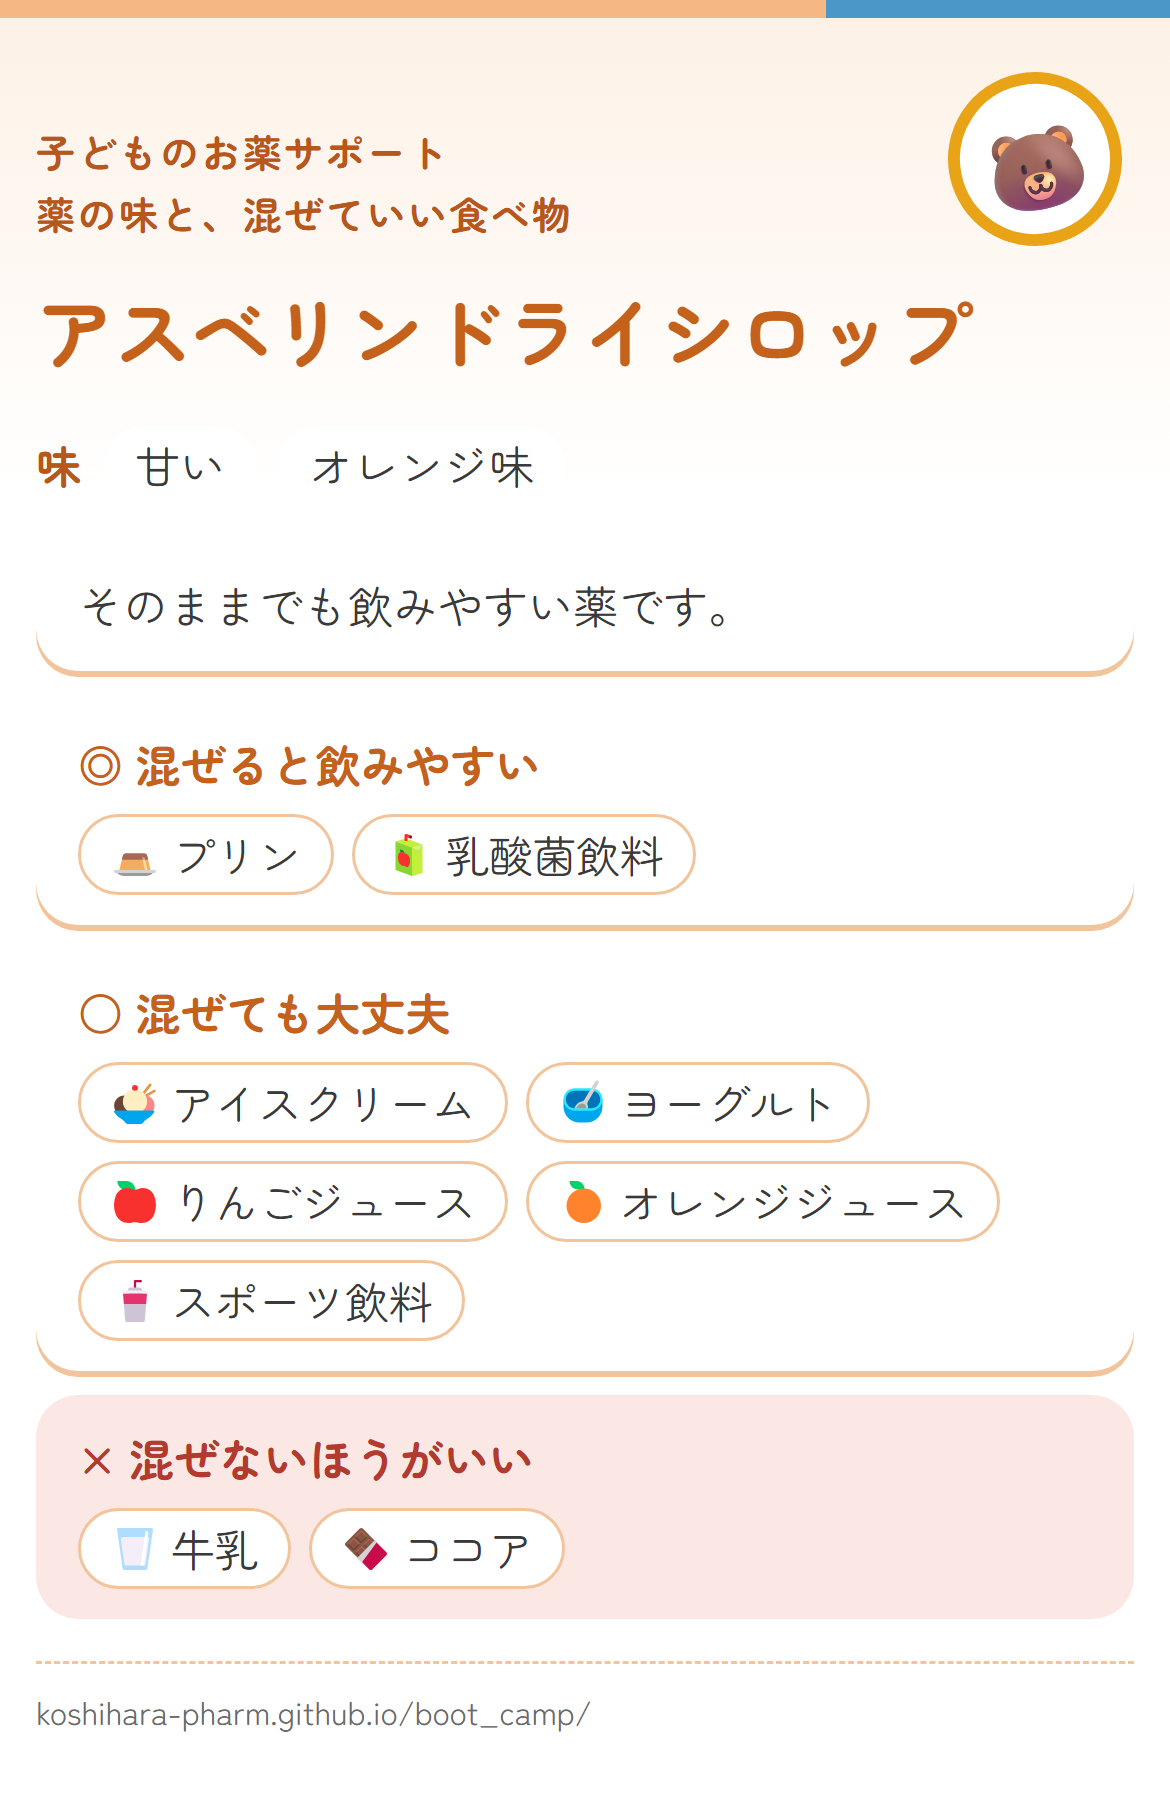 子どものお薬サポート
薬の味と、混ぜていい食べ物
アスベリンドライシロップ
味 甘い オレンジ味
そのままでも飲みやすい薬です。
◎ 混ぜると飲みやすい
プリン 乳酸菌飲料
○ 混ぜても大丈夫
アイスクリーム ヨーグルト
りんごジュース オレンジジュース
スポーツ飲料
× 混ぜないほうがいい
牛乳 ココア
koshihara-pharm.github.io/boot_camp/